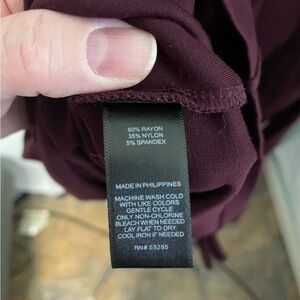 60% RAYON
35% NYLON
5% SPANDEX
MADE IN PHILIPPINES
MACHINE WASH COLD
WITH LIKE COLORS
GENTLE CYCLE
ONLY NON-CHLORINE
BLEACH WHEN NEEDED
LAY FLAT TO DRY
COOL IRON IF NEEDED
RN# 55285